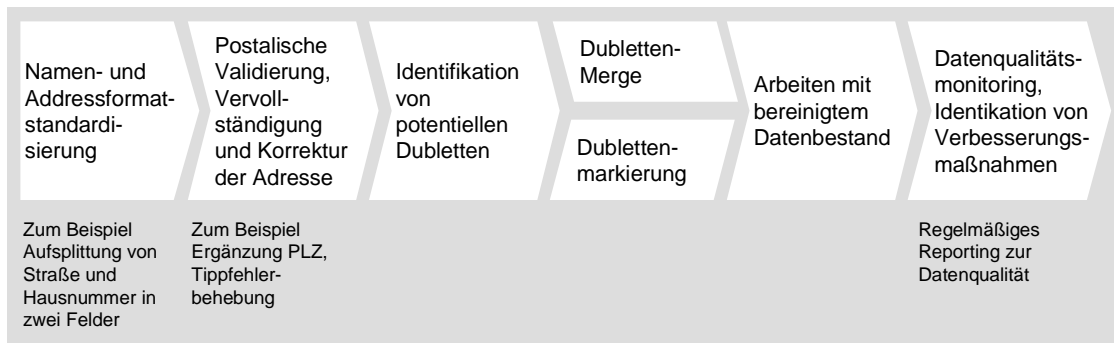 Namen- und
Addressformat-
standardi-
sierung
Postalische
Validierung,
Vervoll-
ständigung
und Korrektur
der Adresse
Identifikation
von
potentiellen
Dubletten
Dubletten-
Merge
Dubletten-
markierung
Arbeiten mit
bereinigtem
Datenbestand
Datenqualitäts-
monitoring,
Identikation von
Verbesserungs-
maßnahmen
Zum Beispiel
Aufsplittung von
Straße und
Hausnummer in
zwei Felder
Zum Beispiel
Ergänzung PLZ,
Tippfehler-
behebung
Regelmäßiges
Reporting zur
Datenqualität